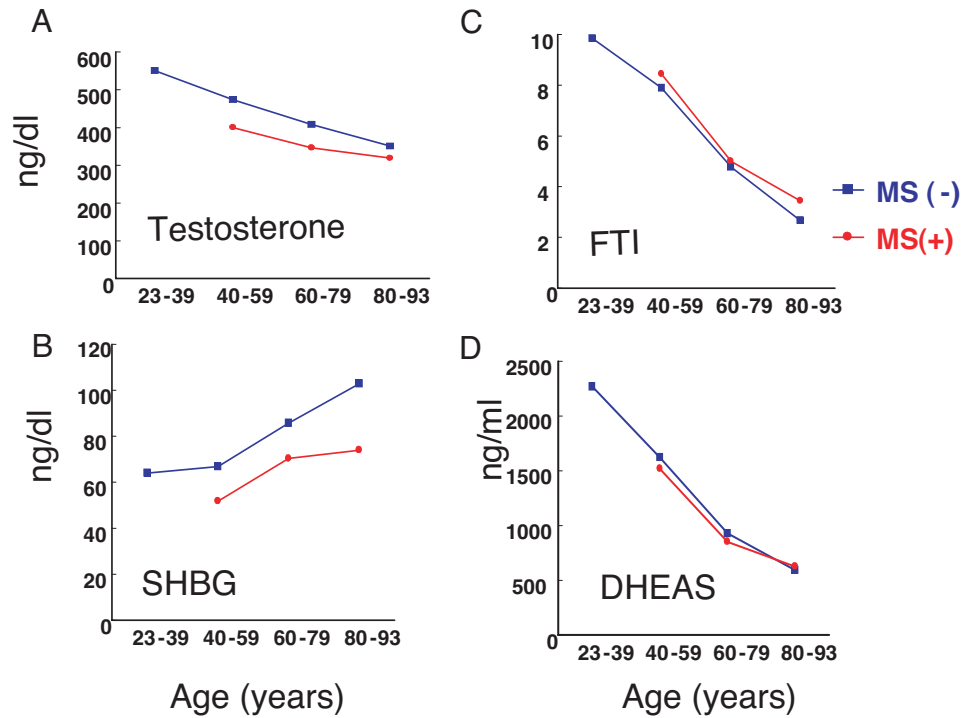 A
600
500
400
300
200
100
0
ng/dl
Testosterone
23-39 40-59 60-79 80-93
B
120
100
80
60
40
20
0
ng/dl
SHBG
23-39 40-59 60-79 80-93
Age (years)
C
10
8
6
4
2
0
FTI
23-39 40-59 60-79 80-93
MS (-)
MS(+)
D
2500
2000
1500
1000
500
0
ng/ml
DHEAS
23-39 40-59 60-79 80-93
Age (years)